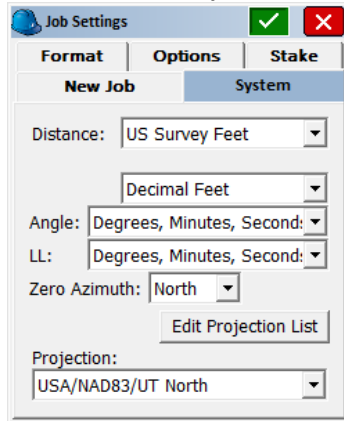 Job Settings
Format Options Stake
New Job System
Distance: US Survey Feet
Decimal Feet
Angle: Degrees, Minutes, Second:
LL: Degrees, Minutes, Second:
Zero Azimuth: North
Edit Projection List
Projection:
USA/NAD83/UT North